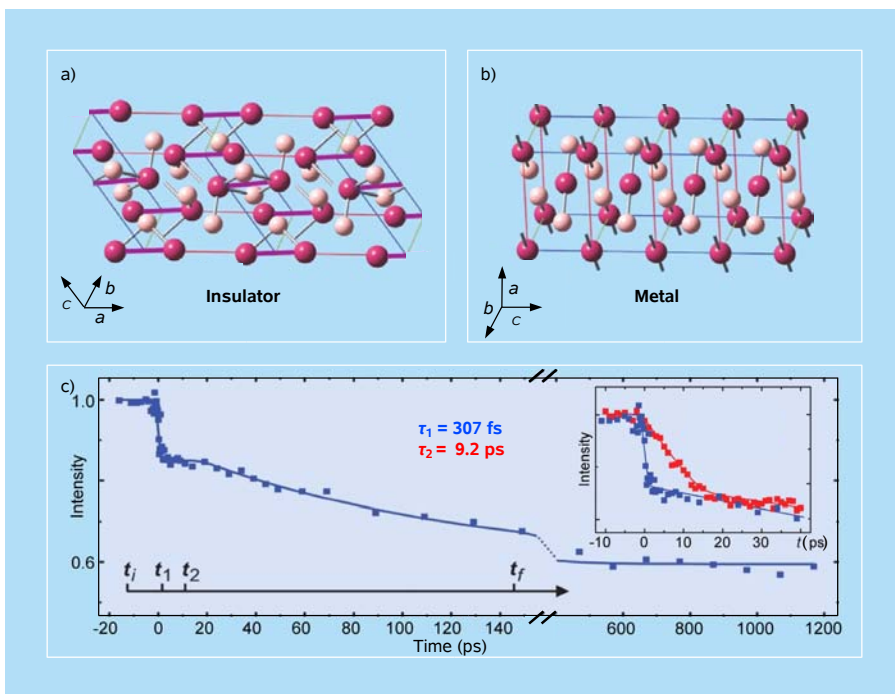 a)
b)
c
b
a
Insulator
a
b
c
Metal
c)
1.0
0.6
Intensity
τ1 = 307 fs
τ2 = 9.2 ps
ti t1 t2 tf
-20 0 20 40 60 80 100 120 140 600 800 1000 1200
Time (ps)
Intensity
-10 0 10 20 30 t(ps)